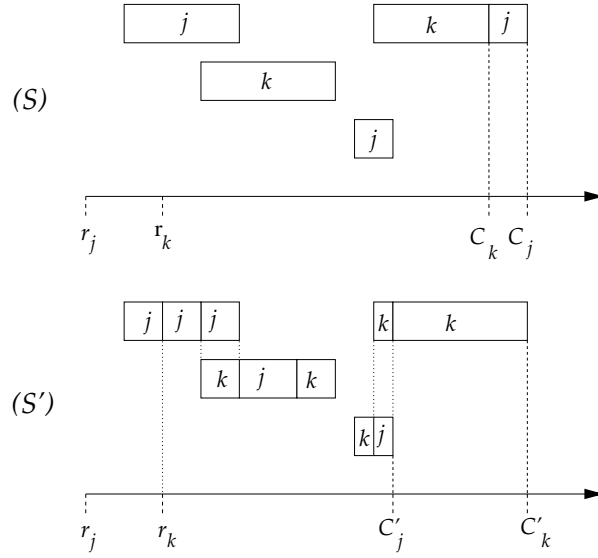 j k j
k
(S)
j
r_j r_k C_k C_j
j j j k k
k j k
(S')
k j
r_j r_k C'_j C'_k